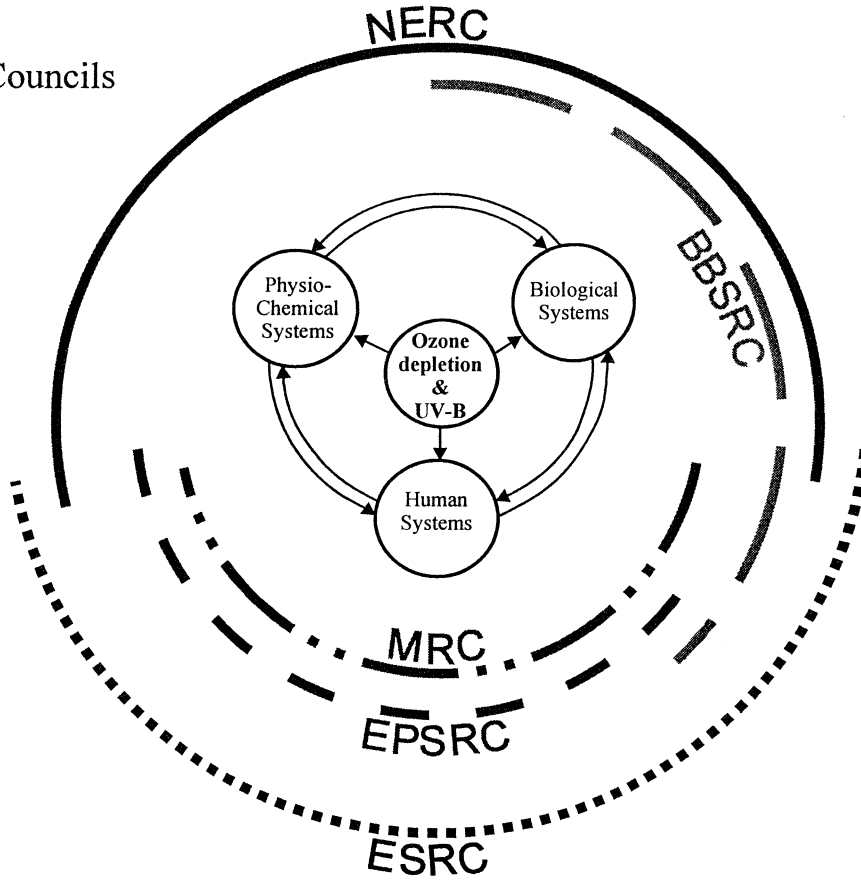 NERC
Councils
BBSRC
Physio-
Chemical
Systems
Biological
Systems
Ozone
depletion
&
UV-B
Human
Systems
MRC
EPSRC
ESRC